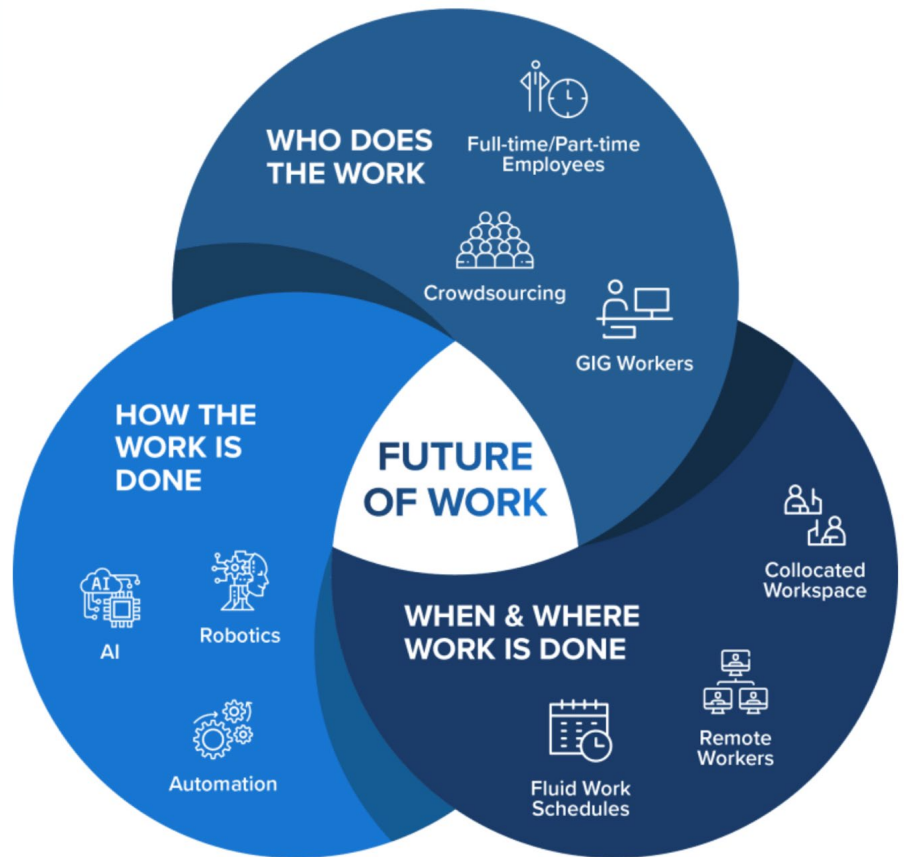 WHO DOES
THE WORK
Full-time/Part-time
Employees
Crowdsourcing
GIG Workers
HOW THE
WORK IS
DONE
AI
AI
Robotics
Automation
FUTURE
OF WORK
WHEN & WHERE
WORK IS DONE
Collocated
Workspace
Remote
Workers
Fluid Work
Schedules